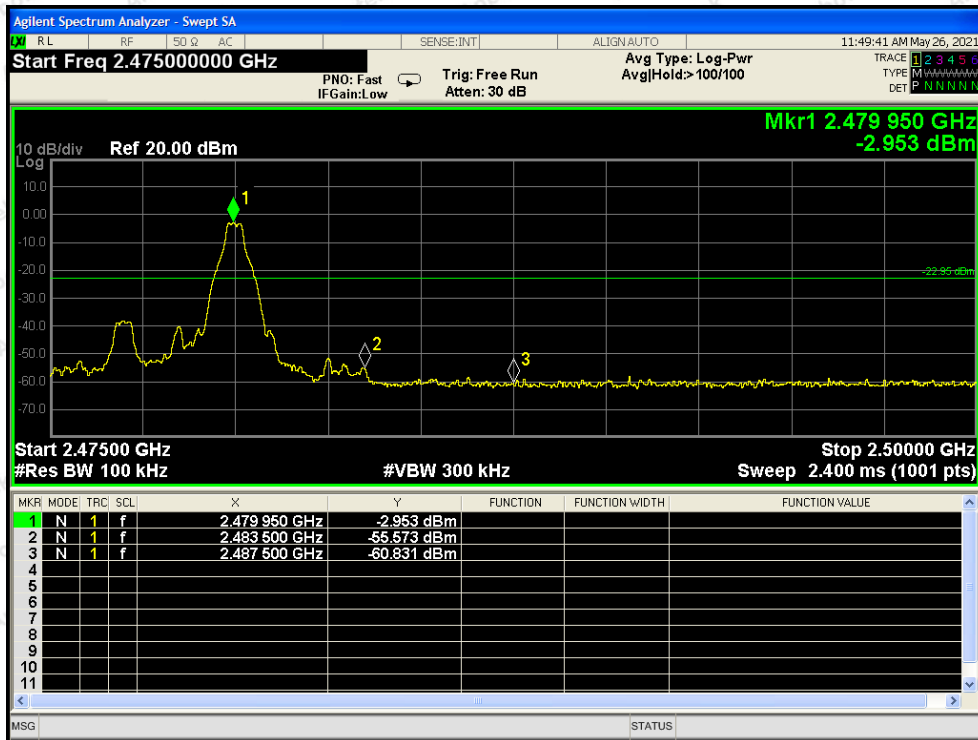 Agilent Spectrum Analyzer - Swept SA
LXI RL RF 50 Ω AC SENSE:INT ALIGN AUTO 11:49:41 AM May 26, 2021
Start Freq 2.475000000 GHz
PNO: Fast
IFGain:Low
Trig: Free Run
Atten: 30 dB
Avg Type: Log-Pwr
Avg|Hold:>100/100
TRACE 1 2 3 4 5 6
TYPE M
DET P N N N N N
Mkr1 2.479 950 GHz
-2.953 dBm
10 dB/div Ref 20.00 dBm
Log
10.0
0.00
-10.0
-20.0
-30.0
-40.0
-50.0
-60.0
-70.0
1
-22.95 dBm
2
3
Start 2.47500 GHz Stop 2.50000 GHz
#Res BW 100 kHz #VBW 300 kHz Sweep 2.400 ms (1001 pts)
MKR MODE TRC SCL X Y FUNCTION FUNCTION WIDTH FUNCTION VALUE
1 N 1 f 2.479 950 GHz -2.953 dBm
2 N 1 f 2.483 500 GHz -55.573 dBm
3 N 1 f 2.487 500 GHz -60.831 dBm
4
5
6
7
8
9
10
11
MSG STATUS